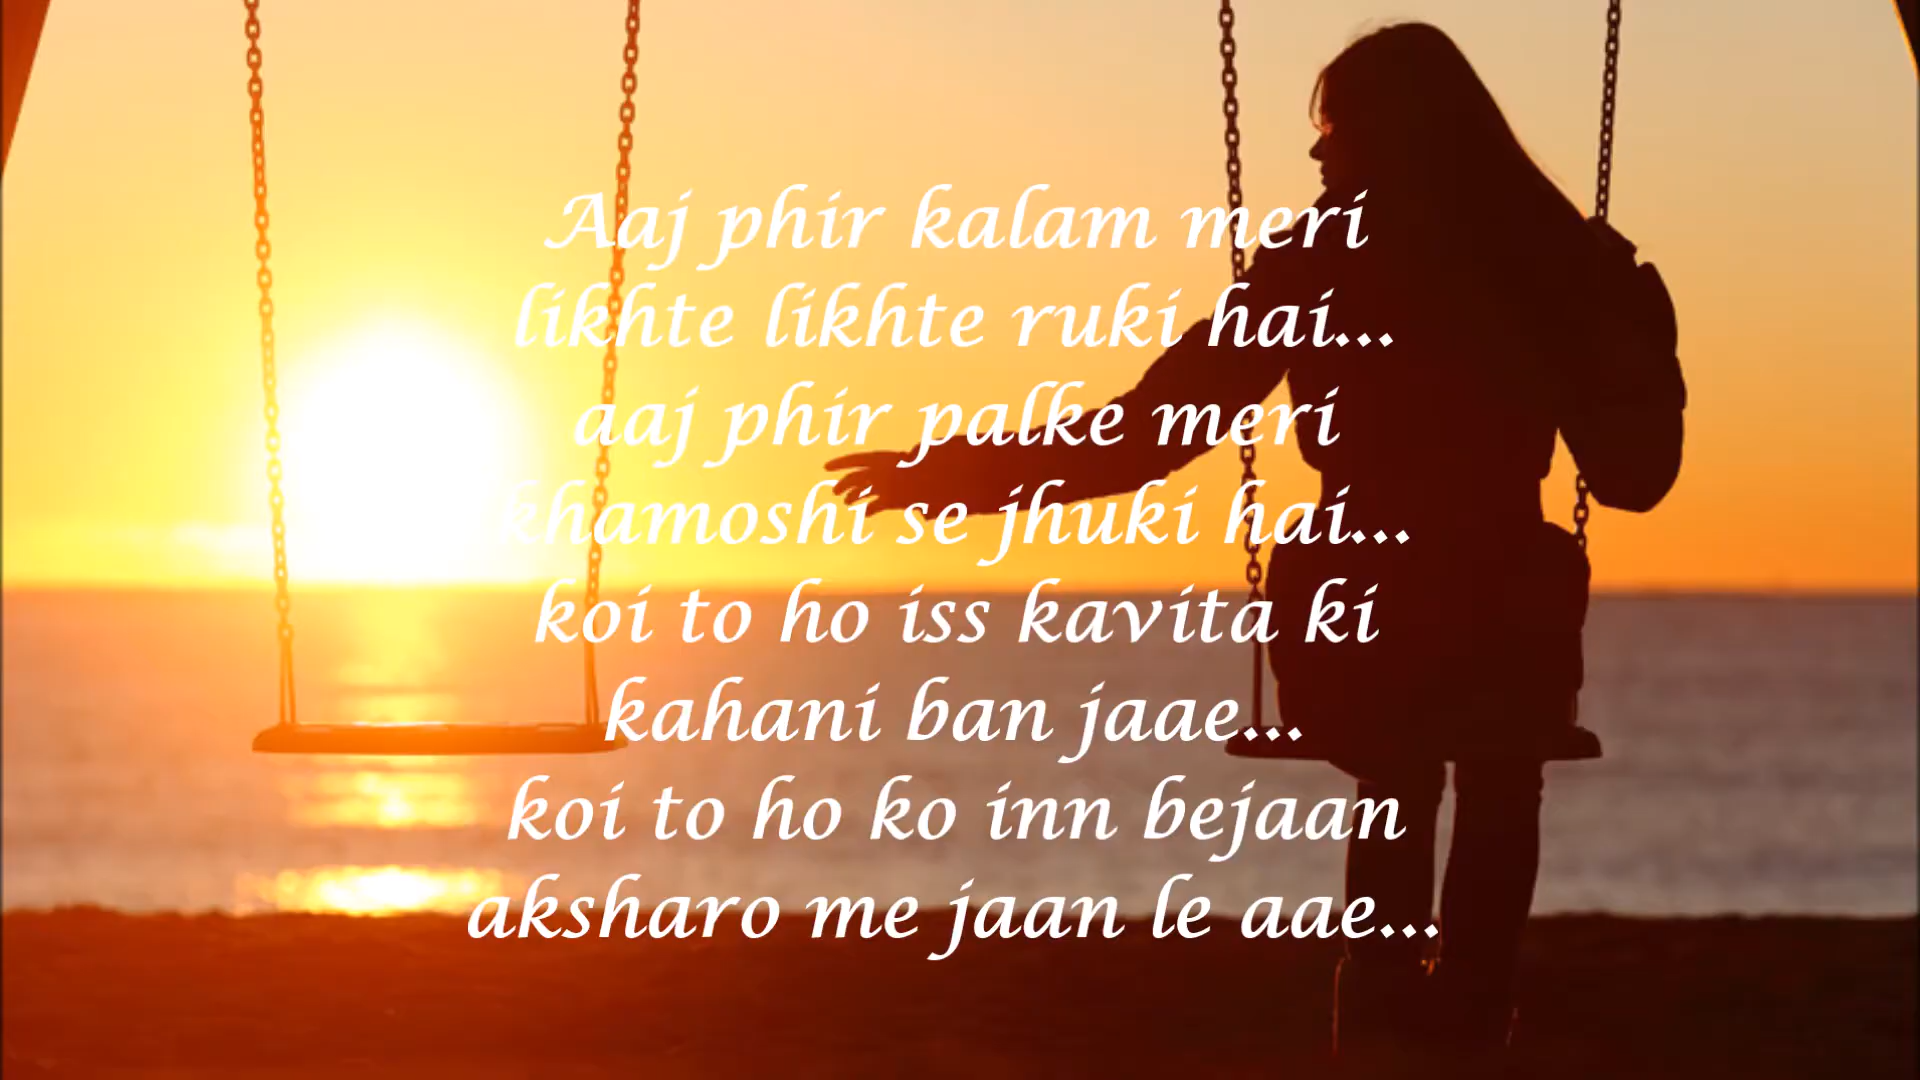 Aaj phir kalam meri
likhte likhte ruki hai...
aaj phir palke meri
khamoshi se jhuki hai...
koi to ho iss kavita ki
kahani ban jaae...
koi to ho ko inn bejaan
aksharo me jaan le aae...